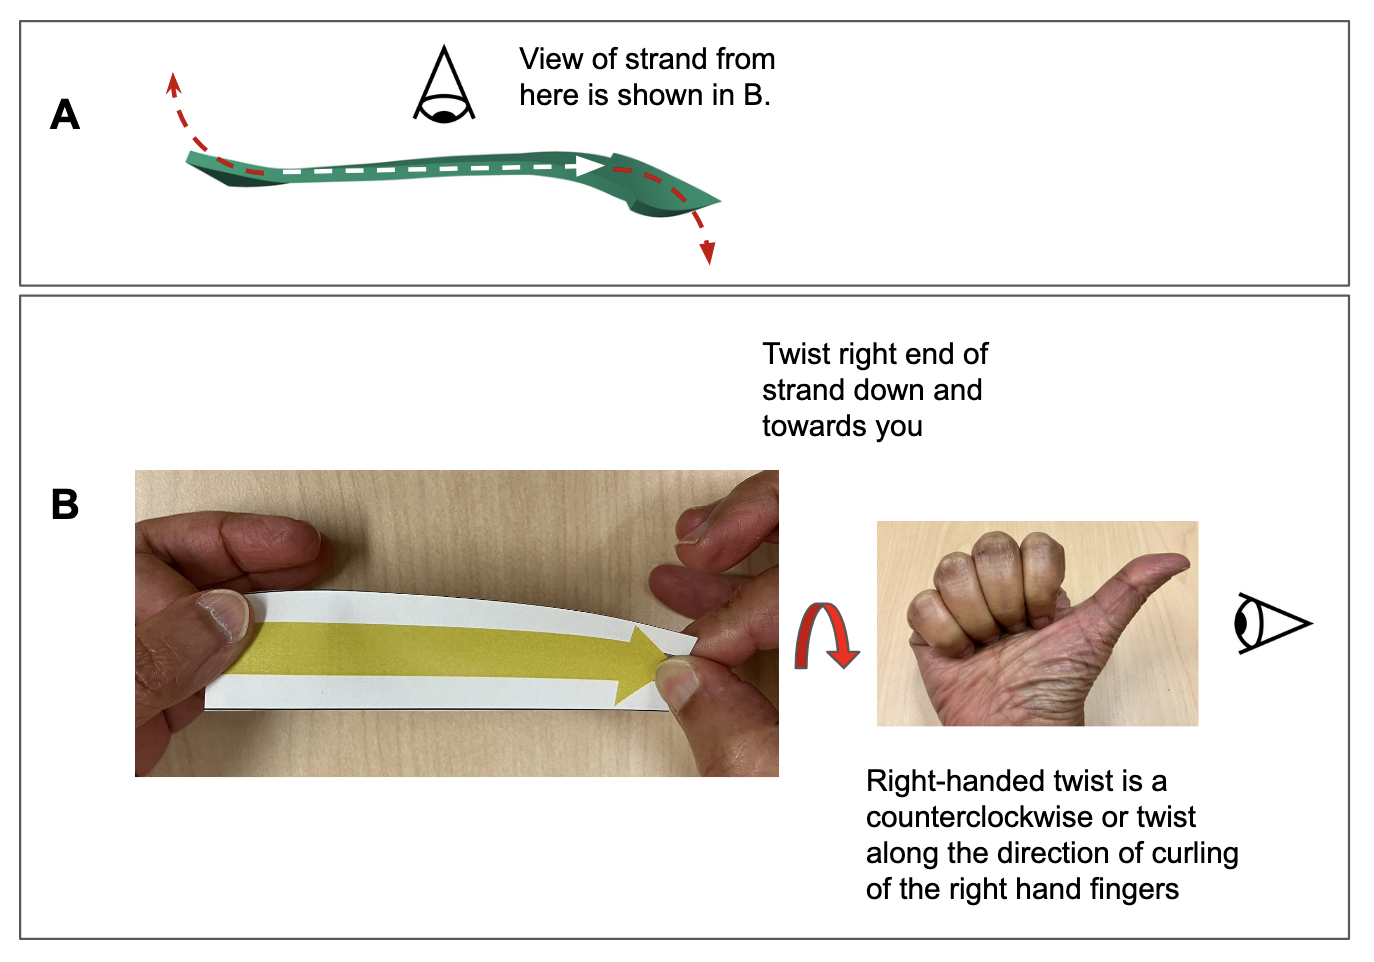 A
View of strand from
here is shown in B.
B
Twist right end of
strand down and
towards you
Right-handed twist is a
counterclockwise or twist
along the direction of curling
of the right hand fingers